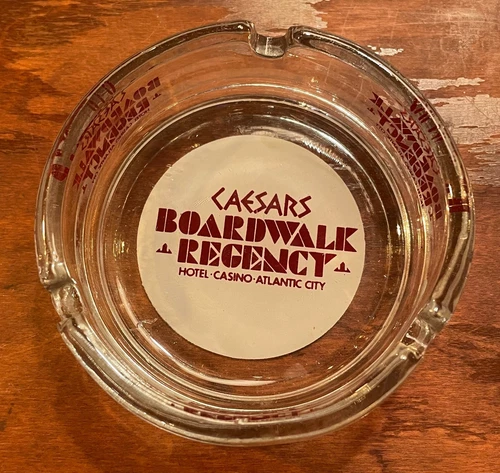 CAESARS
BOARDWALK
REGENCY
HOTEL · CASINO · ATLANTIC CITY